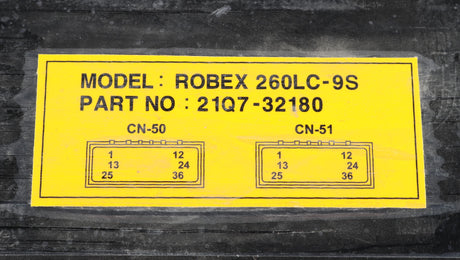 MODEL: ROBEX 260LC-9S
PART NO : 21Q7-32180
CN-50 CN-51
1 12 1 12
13 24 13 24
25 36 25 36